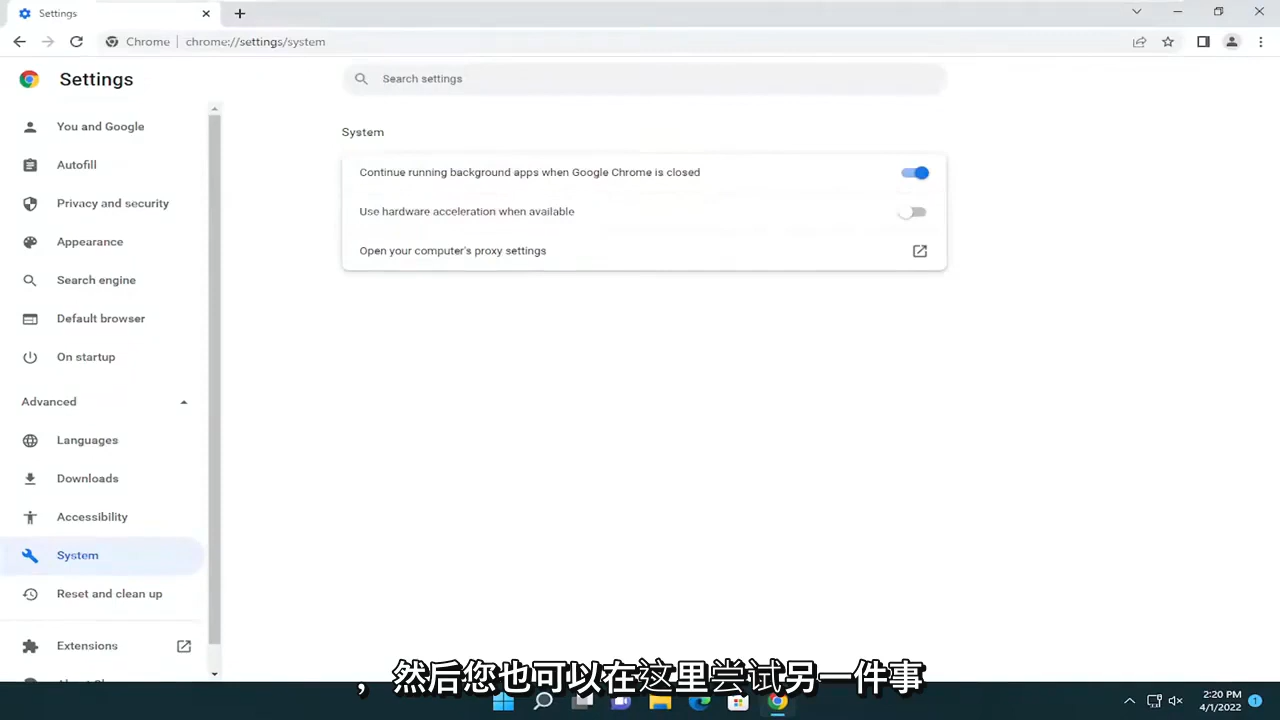 Settings
Chrome
chrome://settings/system
Settings
Search settings
You and Google
Autofill
Privacy and security
Appearance
Search engine
Default browser
On startup
Advanced
Languages
Downloads
Accessibility
System
Reset and clean up
Extensions
System
Continue running background apps when Google Chrome is closed
Use hardware acceleration when available
Open your computer's proxy settings
，然后您也可以在这里尝试另一件事
2:20 PM
4/1/2022
1